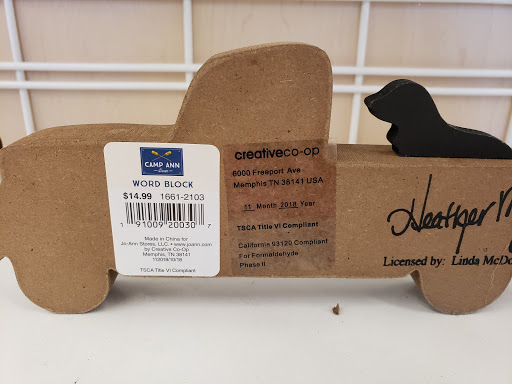 CAMP ANN
WORD BLOCK
$14.99 1661-2103
1 91009 20030 7
Made in China for
Jo-Ann Stores, LLC. • www.joann.com
by Creative Co-Op
Memphis, TN 38141
TSCA Title VI Compliant
creativeco-op
6000 Freeport Ave
Memphis TN 38141 USA
11 Month 2018 Year
TSCA Title VI Compliant
California 93120 Compliant
For Formaldehyde
Phase II
Heather
Licensed by: Linda McDo